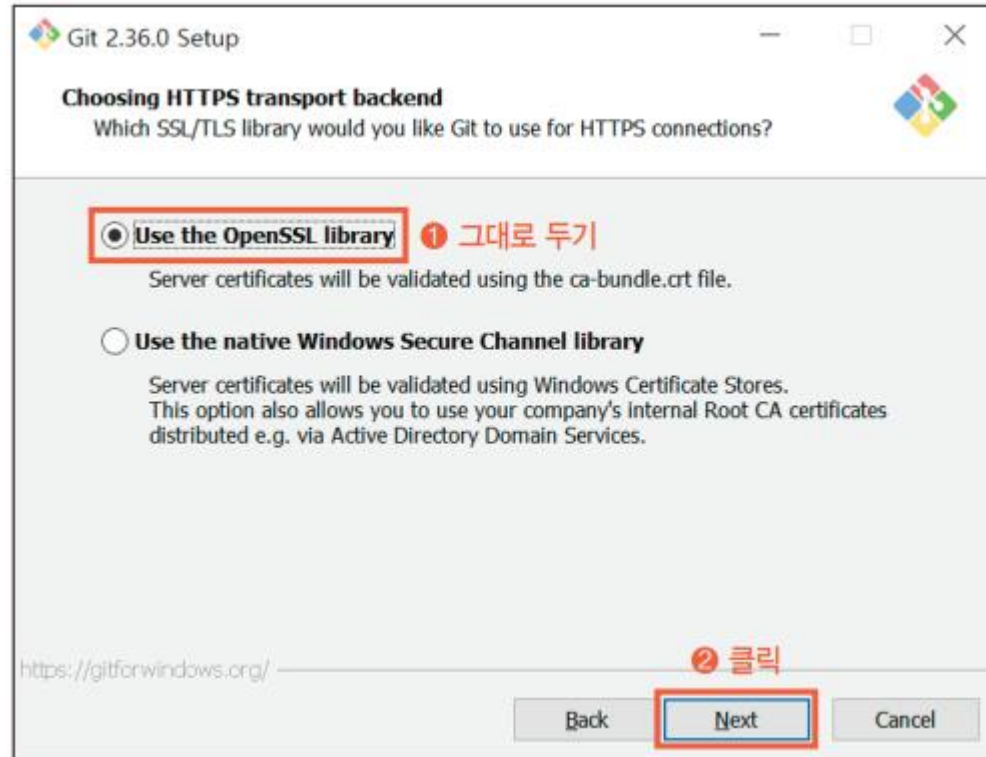 Git 2.36.0 Setup
Choosing HTTPS transport backend
Which SSL/TLS library would you like Git to use for HTTPS connections?
Use the OpenSSL library ❶ 그대로 두기
Server certificates will be validated using the ca-bundle.crt file.
Use the native Windows Secure Channel library
Server certificates will be validated using Windows Certificate Stores.
This option also allows you to use your company's internal Root CA certificates
distributed e.g. via Active Directory Domain Services.
https://gitforwindows.org/
❷ 클릭
Back Next Cancel